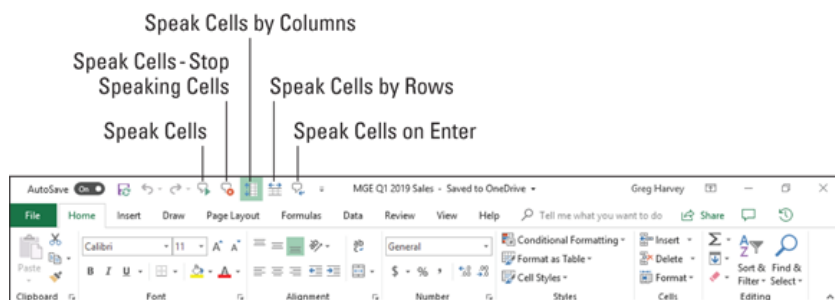 Speak Cells by Columns
Speak Cells - Stop
Speaking Cells
Speak Cells by Rows
Speak Cells
Speak Cells on Enter
AutoSave On MGE Q1 2019 Sales - Saved to OneDrive Greg Harvey
File Home Insert Draw Page Layout Formulas Data Review View Help Tell me what you want to do Share
Calibri 11 A A General Conditional Formatting Insert Σ A Z
Paste Format as Table Delete
B I U A $ % , Cell Styles Format Sort & Find &
Filter Select
Clipboard Font Alignment Number Styles Cells Editing